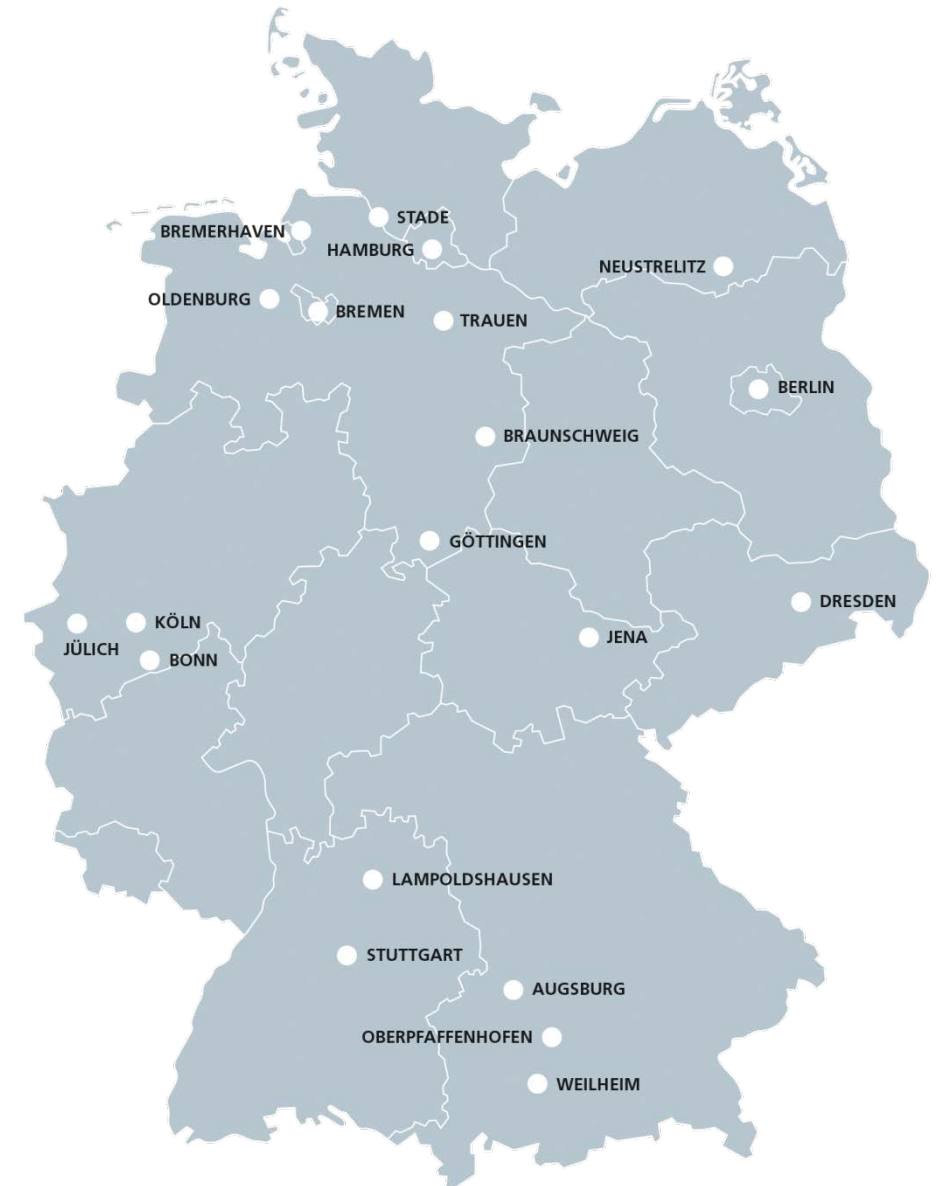 STADE
BREMERHAVEN
HAMBURG
NEUSTRELITZ
OLDENBURG
BREMEN
TRAUEN
BERLIN
BRAUNSCHWEIG
GÖTTINGEN
DRESDEN
KÖLN
JENA
JÜLICH
BONN
LAMPOLDSHAUSEN
STUTTGART
AUGSBURG
OBERPFAFFENHOFEN
WEILHEIM